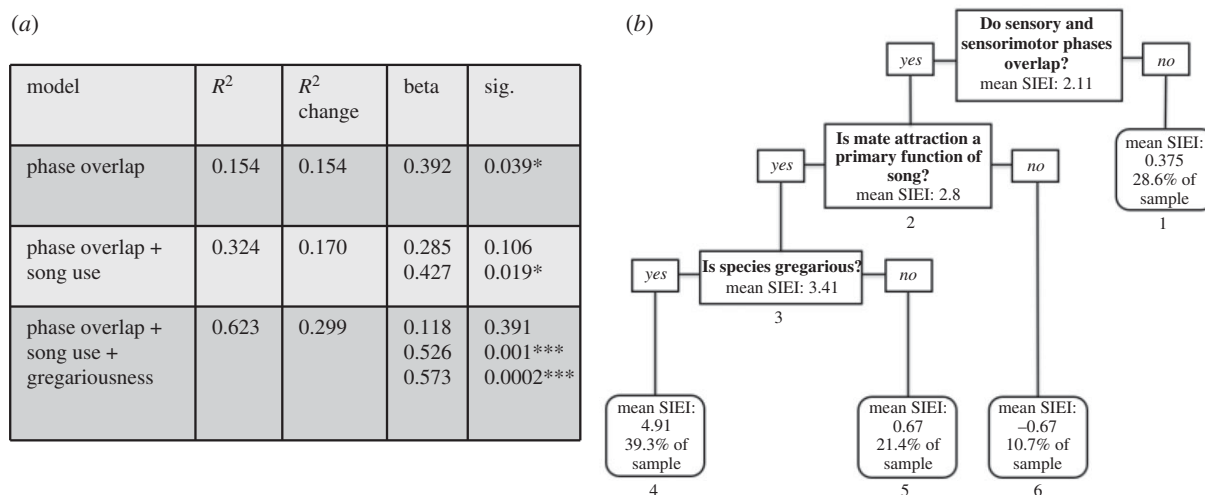 (a)
model R² R² change beta sig.
phase overlap 0.154 0.154 0.392 0.039*
phase overlap + 0.324 0.170 0.285 0.106
song use 0.427 0.019*
phase overlap + 0.623 0.299 0.118 0.391
song use + 0.526 0.001***
gregariousness 0.573 0.0002***
(b)
Do sensory and
sensorimotor phases
overlap?
mean SIEI: 2.11
yes
no
Is mate attraction a
primary function of
song?
mean SIEI: 2.8
2
mean SIEI:
0.375
28.6% of
sample
1
yes
no
Is species gregarious?
mean SIEI: 3.41
3
yes
no
mean SIEI:
4.91
39.3% of
sample
4
mean SIEI:
0.67
21.4% of
sample
5
mean SIEI:
–0.67
10.7% of
sample
6